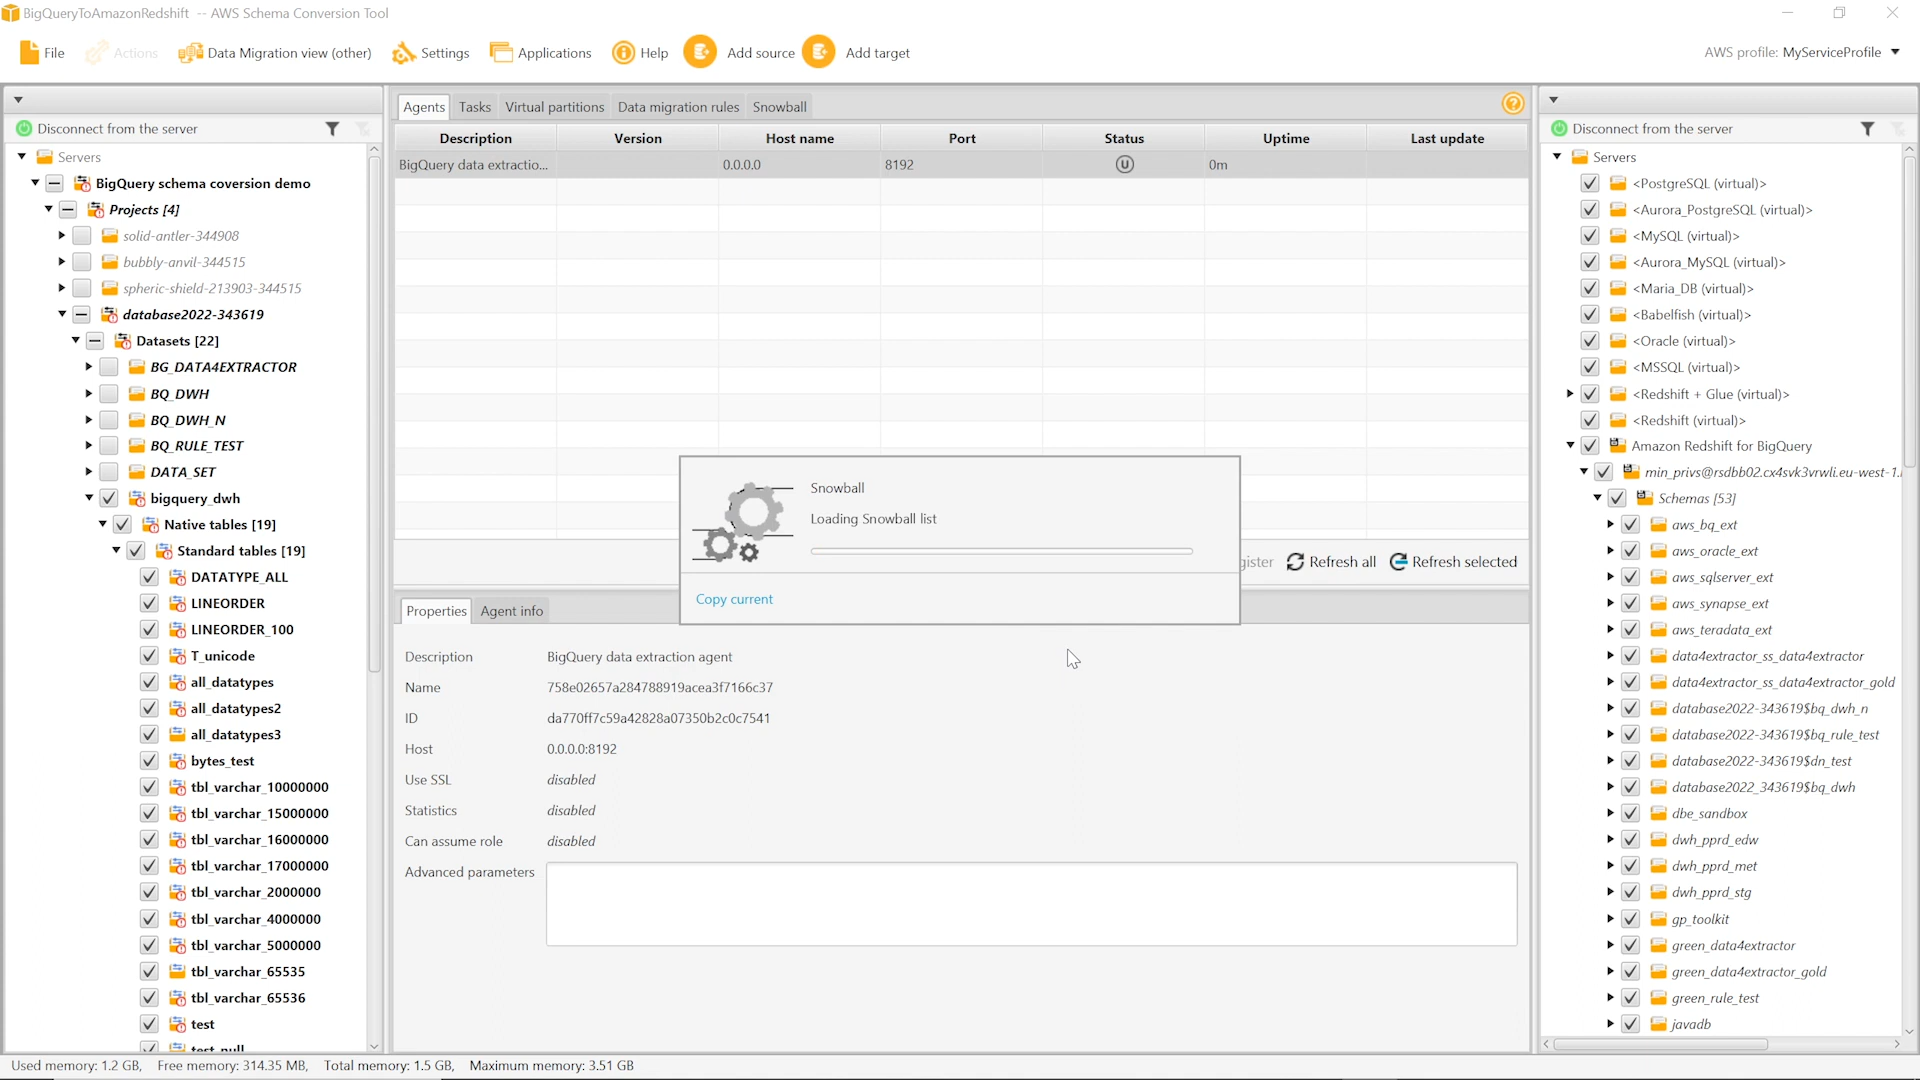 BigQueryToAmazonRedshift -- AWS Schema Conversion Tool
File Actions Data Migration view (other) Settings Applications Help Add source Add target AWS profile: MyServiceProfile
Disconnect from the server
Servers
BigQuery schema coversion demo
Projects [4]
solid-antler-344908
bubbly-anvil-344515
spheric-shield-213903-344515
database2022-343619
Datasets [22]
BG_DATA4EXTRACTOR
BQ_DWH
BQ_DWH_N
BQ_RULE_TEST
DATA_SET
bigquery_dwh
Native tables [19]
Standard tables [19]
DATATYPE_ALL
LINEORDER
LINEORDER_100
T_unicode
all_datatypes
all_datatypes2
all_datatypes3
bytes_test
tbl_varchar_10000000
tbl_varchar_15000000
tbl_varchar_16000000
tbl_varchar_17000000
tbl_varchar_2000000
tbl_varchar_4000000
tbl_varchar_5000000
tbl_varchar_65535
tbl_varchar_65536
test
test_null
Agents Tasks Virtual partitions Data migration rules Snowball
Description Version Host name Port Status Uptime Last update
BigQuery data extractio... 0.0.0.0 8192 U 0m
Snowball
Loading Snowball list
Copy current
gister Refresh all Refresh selected
Properties Agent info
Description BigQuery data extraction agent
Name 758e02657a284788919acea3f7166c37
ID da770ff7c59a42828a07350b2c0c7541
Host 0.0.0.0:8192
Use SSL disabled
Statistics disabled
Can assume role disabled
Advanced parameters
Disconnect from the server
Servers
<PostgreSQL (virtual)>
<Aurora_PostgreSQL (virtual)>
<MySQL (virtual)>
<Aurora_MySQL (virtual)>
<Maria_DB (virtual)>
<Babelfish (virtual)>
<Oracle (virtual)>
<MSSQL (virtual)>
<Redshift + Glue (virtual)>
<Redshift (virtual)>
Amazon Redshift for BigQuery
min_privs@rsdbb02.cx4svk3vrwli.eu-west-1.
Schemas [53]
aws_bq_ext
aws_oracle_ext
aws_sqlserver_ext
aws_synapse_ext
aws_teradata_ext
data4extractor_ss_data4extractor
data4extractor_ss_data4extractor_gold
database2022-343619$bq_dwh_n
database2022-343619$bq_rule_test
database2022-343619$dn_test
database2022_343619$bq_dwh
dbe_sandbox
dwh_pprd_edw
dwh_pprd_met
dwh_pprd_stg
gp_toolkit
green_data4extractor
green_data4extractor_gold
green_rule_test
javadb
Used memory: 1.2 GB, Free memory: 314.35 MB, Total memory: 1.5 GB, Maximum memory: 3.51 GB